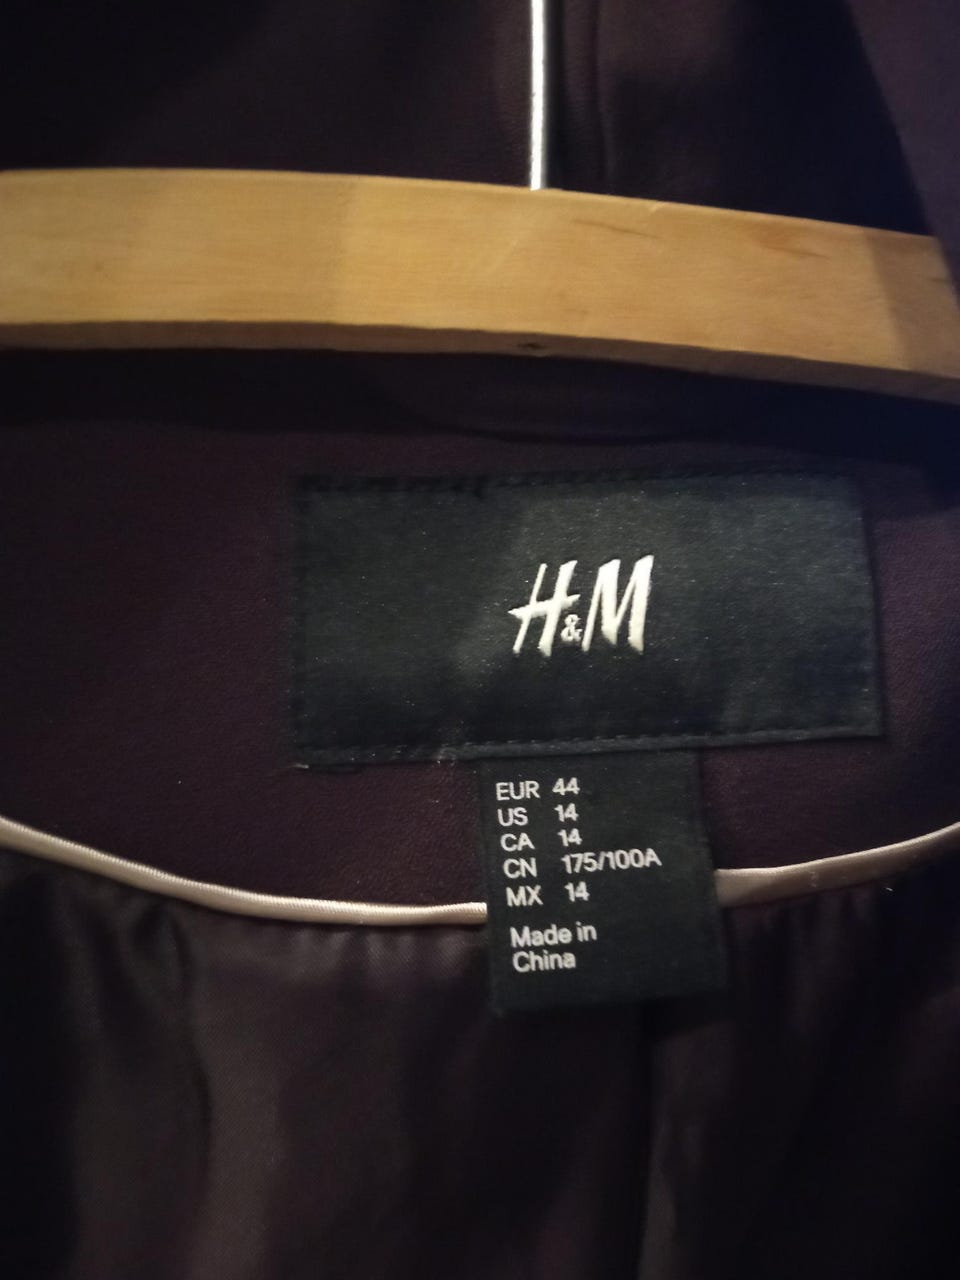 H&M
EUR 44
US 14
CA 14
CN 175/100A
MX 14
Made in
China